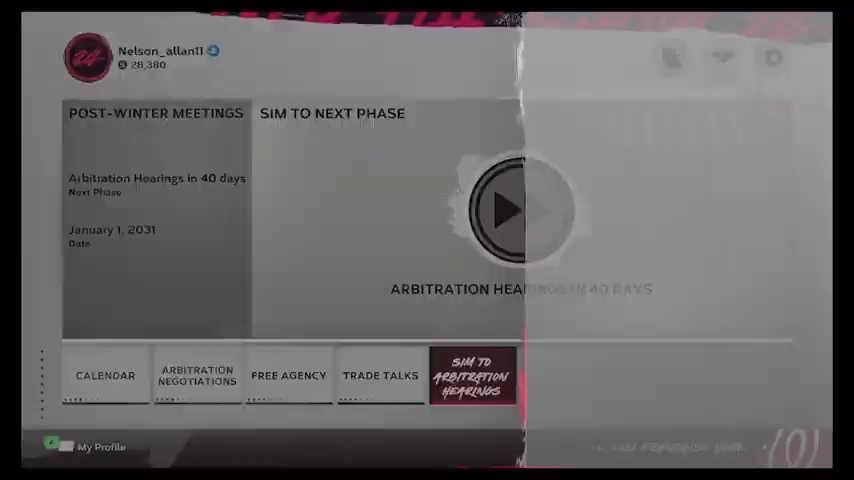 24
Nelson_allan11
28,380
POST-WINTER MEETINGS
SIM TO NEXT PHASE
Arbitration Hearings in 40 days
Next Phase
January 1, 2031
Date
ARBITRATION HEARINGS IN 40 DAYS
CALENDAR
ARBITRATION
NEGOTIATIONS
FREE AGENCY
TRADE TALKS
SIM TO
ARBITRATION
HEARINGS
My Profile